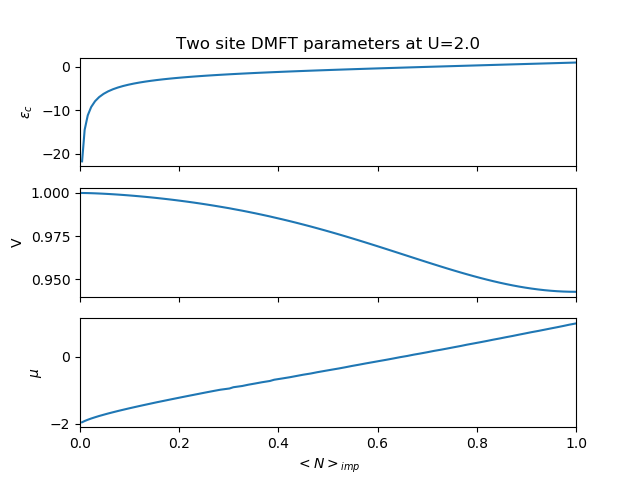 Two site DMFT parameters at U=2.0
0
−10
−20
ε_c
1.000
0.975
0.950
V
0
−2
μ
0.0 0.2 0.4 0.6 0.8 1.0
< N >_imp